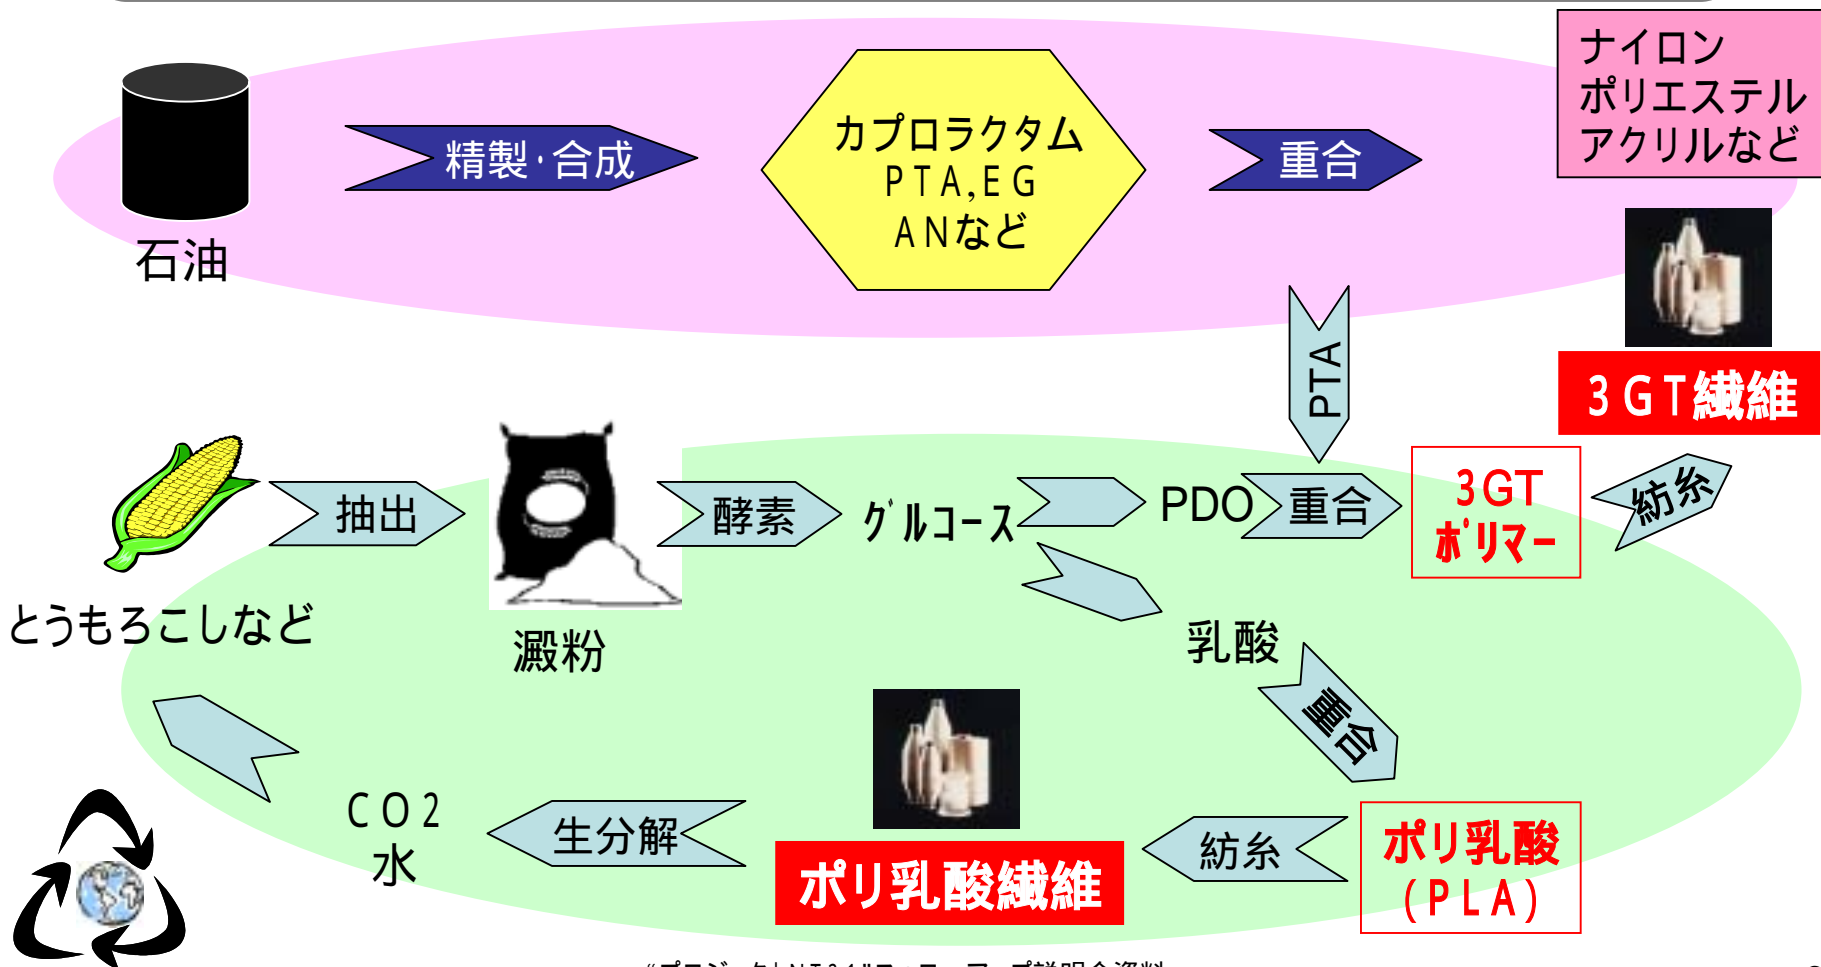 ナイロン
ポリエステル
アクリルなど
石油
精製・合成
カプロラクタム
PTA,EG
ANなど
重合
PTA
3GT繊維
とうもろこしなど
抽出
澱粉
酵素
グルコース
PDO
重合
3GT
ポリマー
紡糸
乳酸
重合
ポリ乳酸
(PLA)
紡糸
ポリ乳酸繊維
生分解
CO2
水